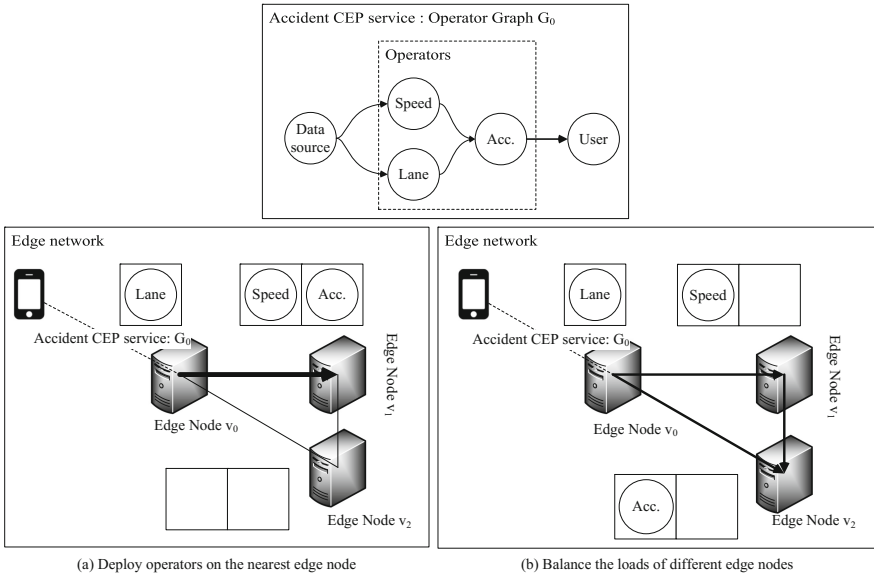 Accident CEP service : Operator Graph G₀
Operators
Data
source
Speed
Lane
Acc.
User
Edge network
Lane
Speed
Acc.
Accident CEP service: G₀
Edge Node v₀
Edge Node v₁
Edge Node v₂
(a) Deploy operators on the nearest edge node
Edge network
Lane
Speed
Accident CEP service: G₀
Edge Node v₀
Edge Node v₁
Acc.
Edge Node v₂
(b) Balance the loads of different edge nodes